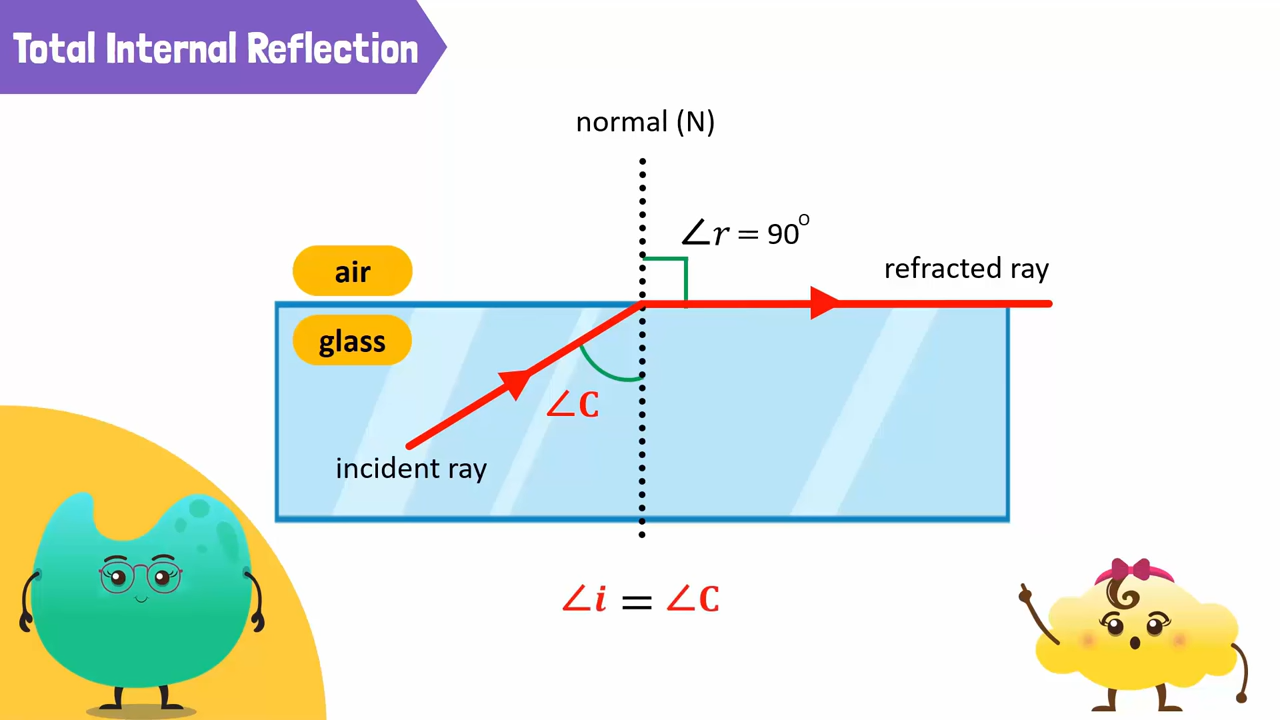 Total Internal Reflection
normal (N)
∠r = 90°
refracted ray
air
glass
∠C
incident ray
∠i = ∠C